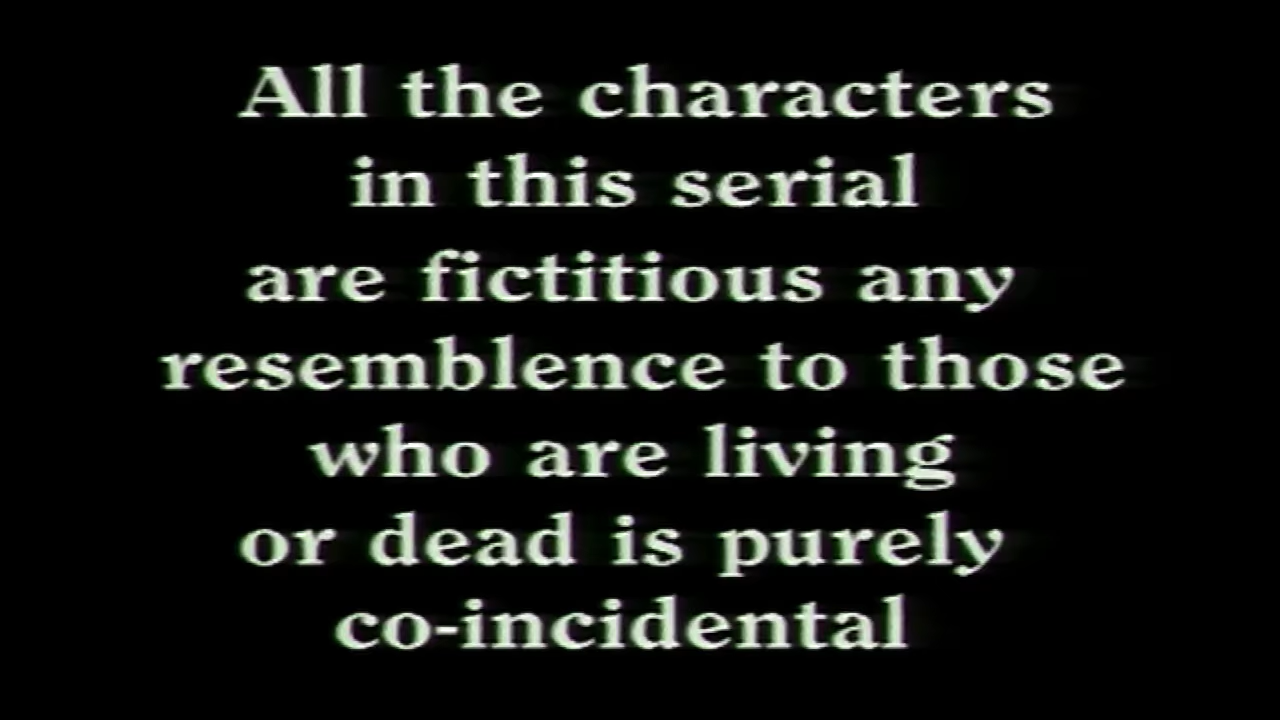 All the characters
in this serial
are fictitious any
resemblence to those
who are living
or dead is purely
co-incidental